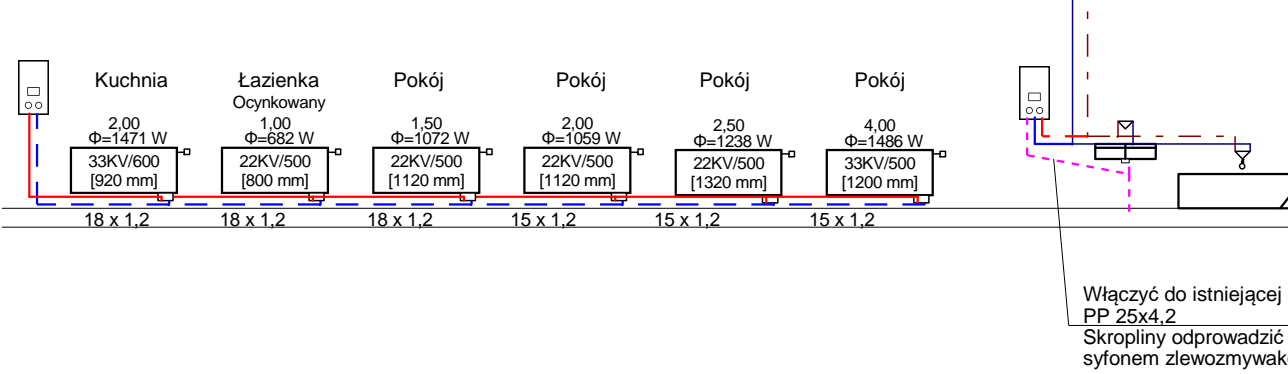 Kuchnia
Łazienka
Pokój
Pokój
Pokój
Pokój
Ocynkowany
2,00
Φ=1471 W
33KV/600
[920 mm]
1,00
Φ=682 W
22KV/500
[800 mm]
1,50
Φ=1072 W
22KV/500
[1120 mm]
2,00
Φ=1059 W
22KV/500
[1120 mm]
2,50
Φ=1238 W
22KV/500
[1320 mm]
4,00
Φ=1486 W
33KV/500
[1200 mm]
18 x 1,2
18 x 1,2
18 x 1,2
15 x 1,2
15 x 1,2
15 x 1,2
Włączyć do istniejącej
PP 25x4,2
Skropliny odprowadzić
syfonem